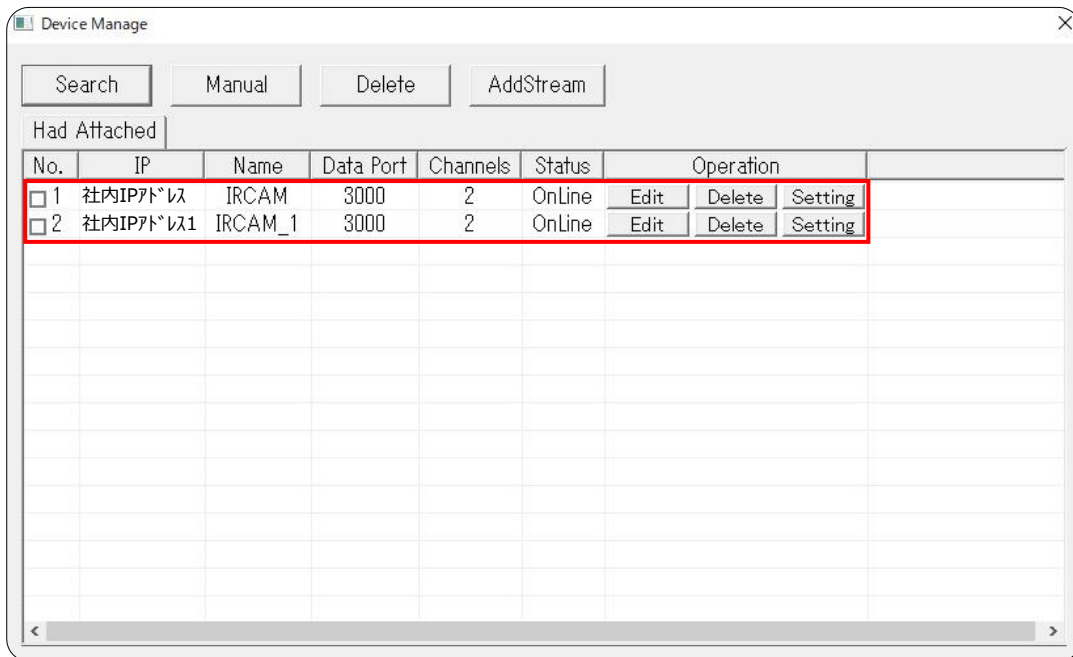 Device Manage
Search Manual Delete AddStream
Had Attached
No. IP Name Data Port Channels Status Operation
1 社内IPｱﾄﾞﾚｽ IRCAM 3000 2 OnLine Edit Delete Setting
2 社内IPｱﾄﾞﾚｽ1 IRCAM_1 3000 2 OnLine Edit Delete Setting